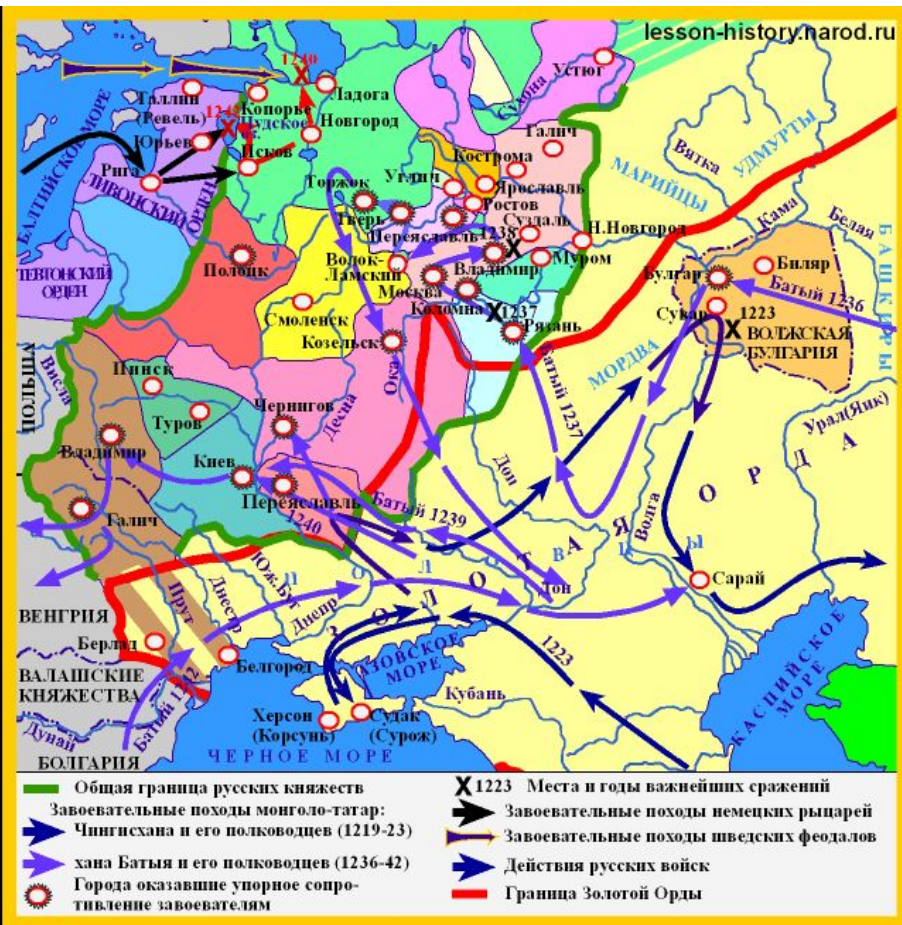 lesson-history.narod.ru
1240
Устюг
Сухона
Таллин
(Ревель)
Копорье
Ладога
Чудское
оз.
Новгород
Юрьев
Псков
БАЛТИЙСКОЕ МОРЕ
Рига
ЛИВОНСКИЙ
ОРДЕН
Галич
Кострома
Вятка
УДМУРТЫ
МАРИЙЦЫ
Торжок
Углич
Ярославль
Ростов
Тверь
Суздаль
Переяславль
1238
Н.Новгород
Кама
Белая
БАШКИРЫ
ТЕВТОНСКИЙ
ОРДЕН
Полоцк
Волок-
Ламский
Владимир
Муром
Булгар
Биляр
Москва
Батый 1236
Смоленск
Коломна
1237
Рязань
Сувар
1223
ВОЛЖСКАЯ
БУЛГАРИЯ
Козельск
Ока
МОРДВА
Батый 1237
ПОЛЬША
Висла
Пинск
Туров
Чернигов
Десна
Урал(Яик)
Владимир
Киев
Дон
Волга
Переяславль
Батый 1239
1240
Галич
ЗОЛОТАЯ ОРДА
ПОЛОВЦЫ
Юж.Буг
Днестр
Прут
Днепр
Дон
Сарай
ВЕНГРИЯ
Берлад
Белгород
АЗОВСКОЕ
МОРЕ
1223
ВАЛАШСКИЕ
КНЯЖЕСТВА
Кубань
КАСПИЙСКОЕ
МОРЕ
Дунай
Херсон
(Корсунь)
Судак
(Сурож)
БОЛГАРИЯ
ЧЕРНОЕ МОРЕ
Общая граница русских княжеств
Завоевательные походы монголо-татар:
Чингисхана и его полководцев (1219-23)
хана Батыя и его полководцев (1236-42)
Города оказавшие упорное сопро-
тивление завоевателям
1223 Места и годы важнейших сражений
Завоевательные походы немецких рыцарей
Завоевательные походы шведских феодалов
Действия русских войск
Граница Золотой Орды